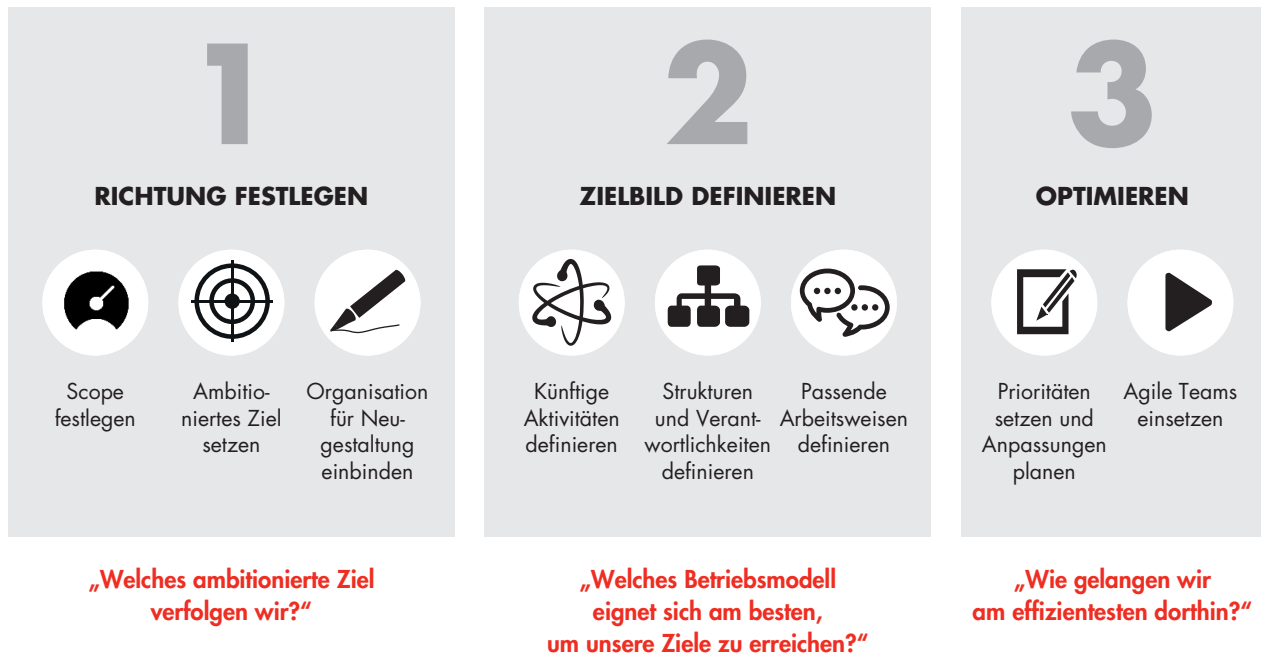 1
RICHTUNG FESTLEGEN
Scope
festlegen
Ambitio-
niertes Ziel
setzen
Organisation
für Neu-
gestaltung
einbinden
„Welches ambitionierte Ziel
verfolgen wir?“
2
ZIELBILD DEFINIEREN
Künftige
Aktivitäten
definieren
Strukturen
und Verant-
wortlichkeiten
definieren
Passende
Arbeitsweisen
definieren
„Welches Betriebsmodell
eignet sich am besten,
um unsere Ziele zu erreichen?“
3
OPTIMIEREN
Prioritäten
setzen und
Anpassungen
planen
Agile Teams
einsetzen
„Wie gelangen wir
am effizientesten dorthin?“